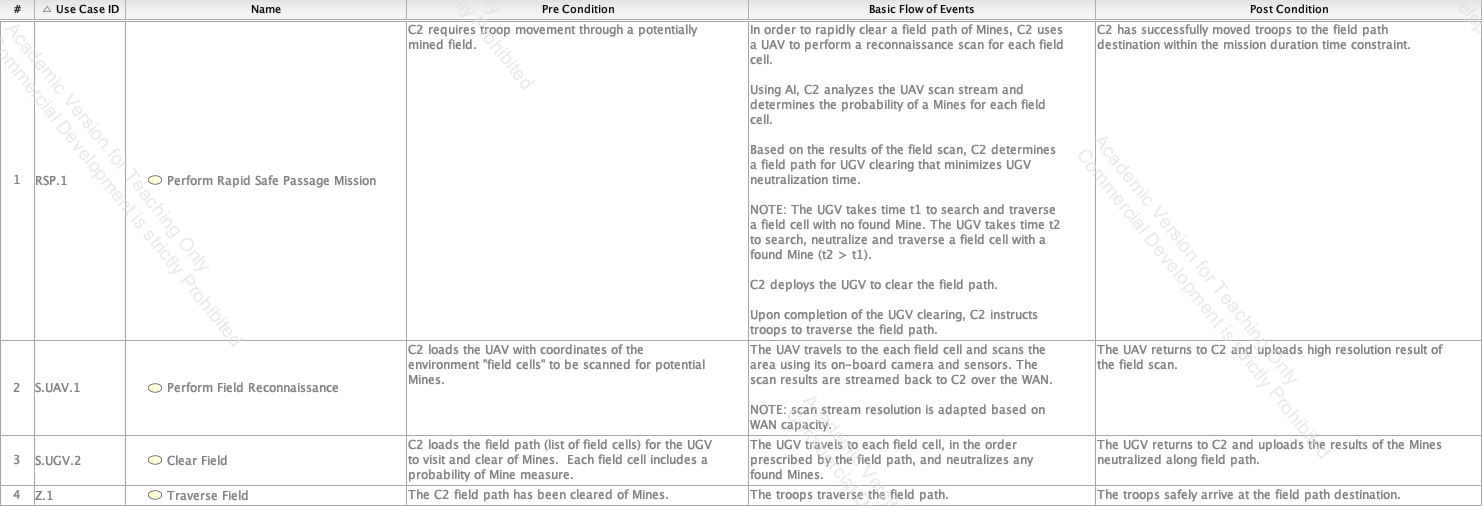 # △ Use Case ID Name Pre Condition Basic Flow of Events Post Condition
1
RSP.1
Perform Rapid Safe Passage Mission
C2 requires troop movement through a potentially
mined field.
In order to rapidly clear a field path of Mines, C2 uses
a UAV to perform a reconnaissance scan for each field
cell.
Using AI, C2 analyzes the UAV scan stream and
determines the probability of a Mines for each field
cell.
Based on the results of the field scan, C2 determines
a field path for UGV clearing that minimizes UGV
neutralization time.
NOTE: The UGV takes time t1 to search and traverse
a field cell with no found Mine. The UGV takes time t2
to search, neutralize and traverse a field cell with a
found Mine (t2 > t1).
C2 deploys the UGV to clear the field path.
Upon completion of the UGV clearing, C2 instructs
troops to traverse the field path.
C2 has successfully moved troops to the field path
destination within the mission duration time constraint.
2
S.UAV.1
Perform Field Reconnaissance
C2 loads the UAV with coordinates of the
environment "field cells" to be scanned for potential
Mines.
The UAV travels to the each field cell and scans the
area using its on-board camera and sensors. The
scan results are streamed back to C2 over the WAN.
NOTE: scan stream resolution is adapted based on
WAN capacity.
The UAV returns to C2 and uploads high resolution result of
the field scan.
3
S.UGV.2
Clear Field
C2 loads the field path (list of field cells) for the UGV
to visit and clear of Mines. Each field cell includes a
probability of Mine measure.
The UGV travels to each field cell, in the order
prescribed by the field path, and neutralizes any
found Mines.
The UGV returns to C2 and uploads the results of the Mines
neutralized along field path.
4
Z.1
Traverse Field
The C2 field path has been cleared of Mines.
The troops traverse the field path.
The troops safely arrive at the field path destination.
Academic Version for Teaching Only
Commercial Development is strictly Prohibited
Prohibited
Academic Version for Teaching Only
Commercial Development is strictly Prohibited
Academic